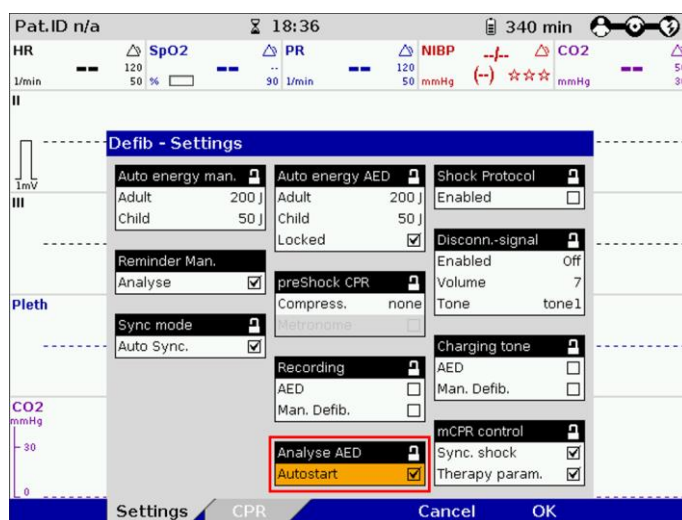 Pat.ID n/a 18:36 340 min
HR 120 50 -- 1/min
SpO2 -- 90 -- %
PR 120 50 -- 1/min
NIBP --/-- (--) mmHg
CO2 -- mmHg
II
1mV
III
Pleth
CO2
mmHg
30
0
Defib - Settings
Auto energy man.
Adult 200 J
Child 50 J
Reminder Man.
Analyse
Sync mode
Auto Sync.
Auto energy AED
Adult 200 J
Child 50 J
Locked
preShock CPR
Compress. none
Metronome
Recording
AED
Man. Defib.
Analyse AED
Autostart
Shock Protocol
Enabled
Disconn.-signal
Enabled Off
Volume 7
Tone tone1
Charging tone
AED
Man. Defib.
mCPR control
Sync. shock
Therapy param.
Settings CPR Cancel OK